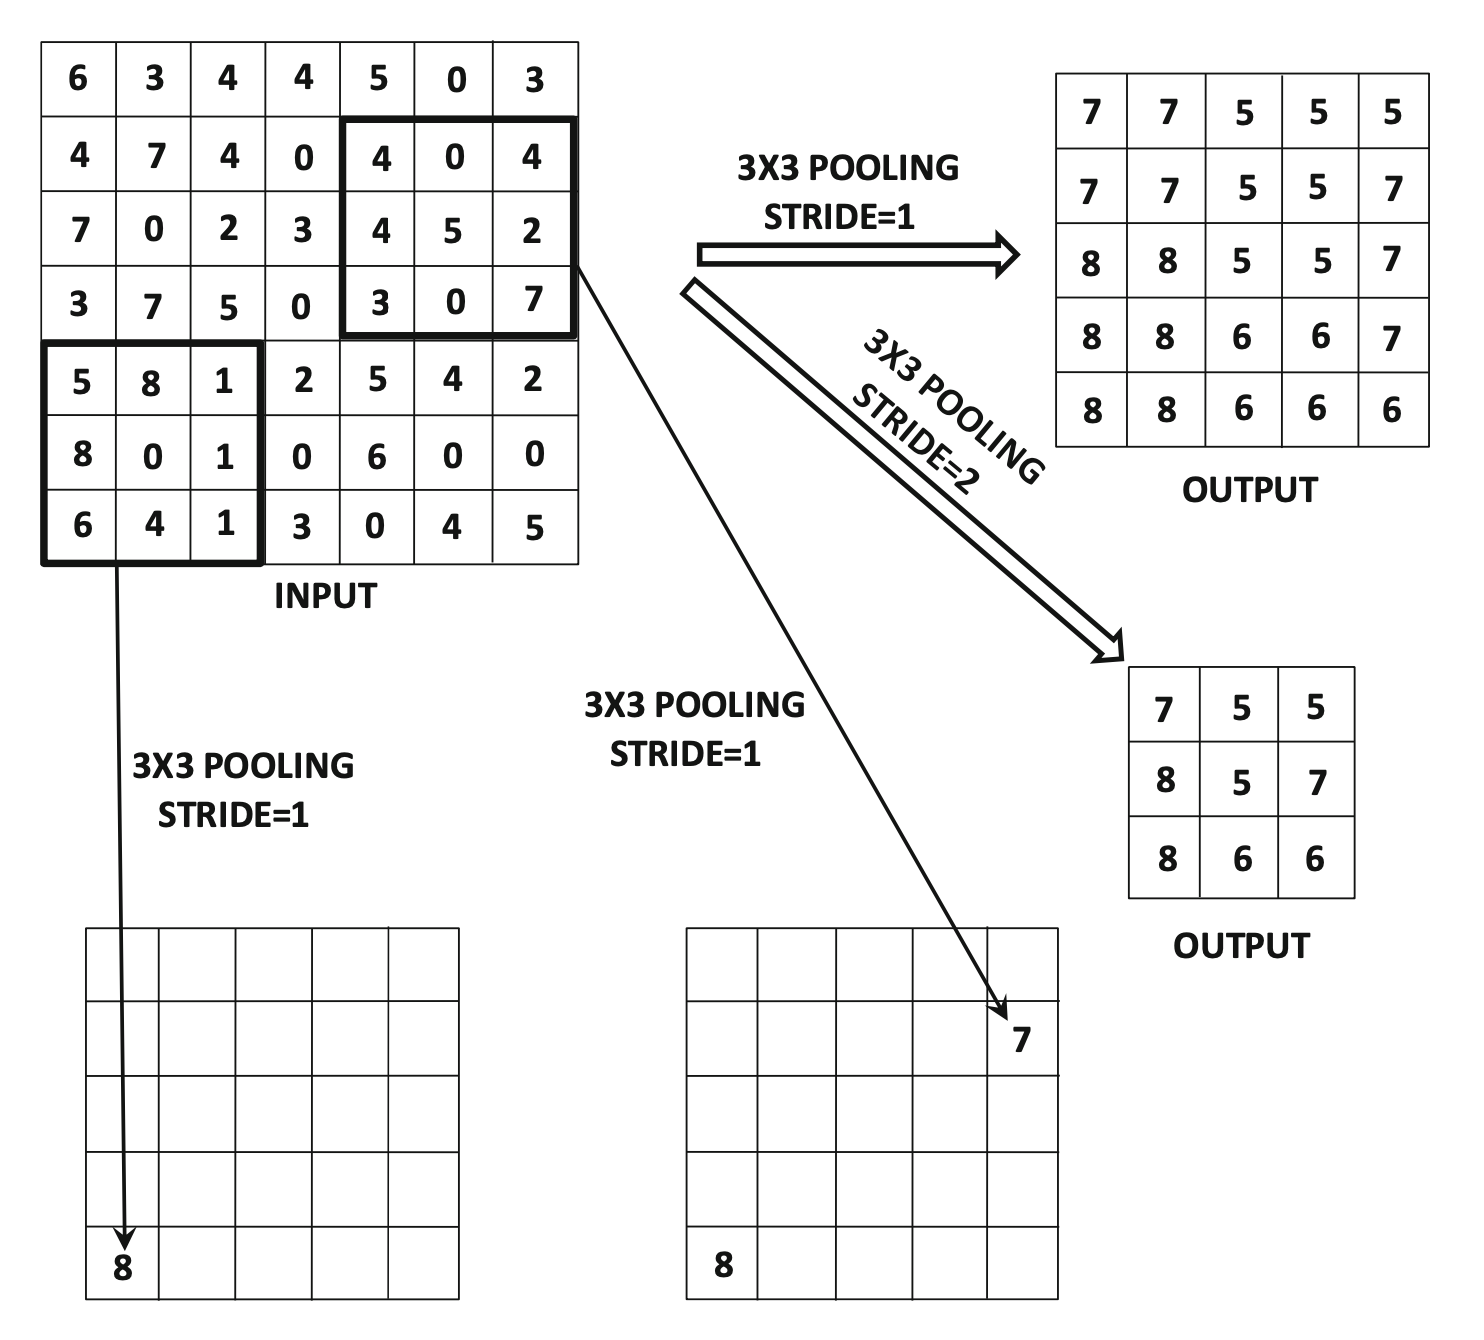 6 3 4 4 5 0 3
4 7 4 0 4 0 4
7 0 2 3 4 5 2
3 7 5 0 3 0 7
5 8 1 2 5 4 2
8 0 1 0 6 0 0
6 4 1 3 0 4 5
INPUT
3X3 POOLING
STRIDE=1
7 7 5 5 5
7 7 5 5 7
8 8 5 5 7
8 8 6 6 7
8 8 6 6 6
OUTPUT
3X3 POOLING
STRIDE=2
7 5 5
8 5 7
8 6 6
OUTPUT
3X3 POOLING
STRIDE=1
3X3 POOLING
STRIDE=1
8
7
8